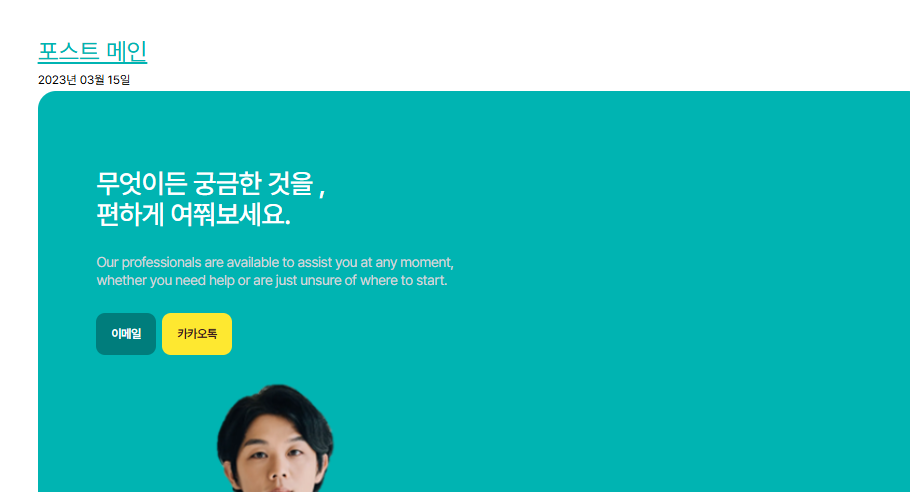 포스트 메인
2023년 03월 15일
무엇이든 궁금한 것을 ,
편하게 여쭤보세요.
Our professionals are available to assist you at any moment,
whether you need help or are just unsure of where to start.
이메일 카카오톡